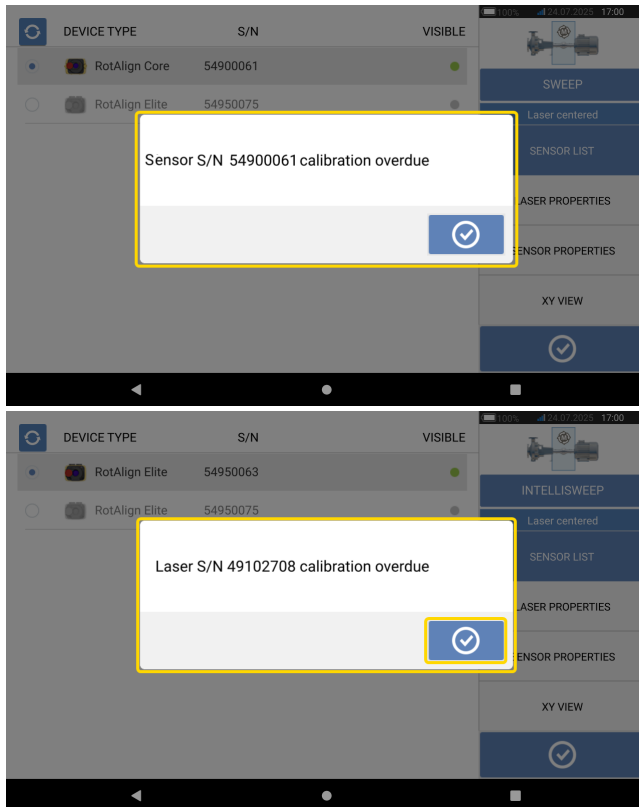 100% 24.07.2025 17:00
DEVICE TYPE S/N VISIBLE
RotAlign Core 54900061
SWEEP
RotAlign Elite 54950075
Laser centered
Sensor S/N 54900061 calibration overdue
SENSOR LIST
LASER PROPERTIES
SENSOR PROPERTIES
XY VIEW
100% 24.07.2025 17:00
DEVICE TYPE S/N VISIBLE
RotAlign Elite 54950063
INTELLISWEEP
RotAlign Elite 54950075
Laser centered
Laser S/N 49102708 calibration overdue
SENSOR LIST
LASER PROPERTIES
SENSOR PROPERTIES
XY VIEW